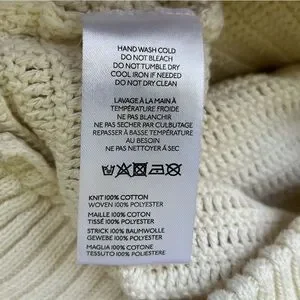 HAND WASH COLD
DO NOT BLEACH
DO NOT TUMBLE DRY
COOL IRON IF NEEDED
DO NOT DRY CLEAN
LAVAGE À LA MAIN À
TEMPÉRATURE FROIDE
NE PAS BLANCHIR
NE PAS SECHER PAR CULBUTAGE
REPASSER À BASSE TEMPÉRATURE
AU BESOIN
NE PAS NETTOYER À SEC
KNIT 100% COTTON
WOVEN 100% POLYESTER
MAILLE 100% COTON
TISSÉ 100% POLYESTER
STRICK 100% BAUMWOLLE
GEWEBE 100% POLYESTER
MAGLIA 100% COTONE
TESSUTO 100% POLIESTERE